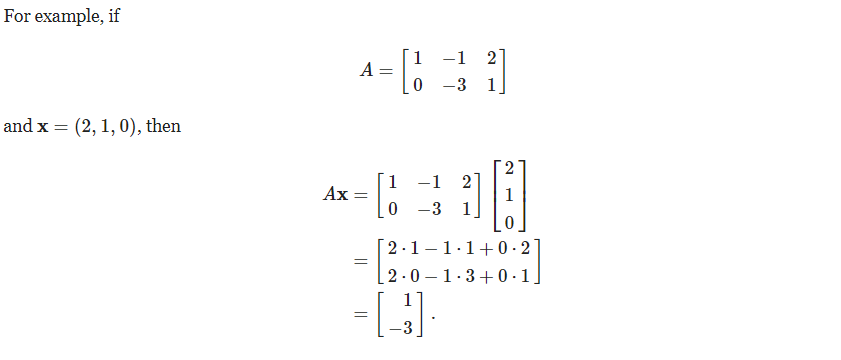 For example, if
A = [1 −1 2
0 −3 1]
and x = (2, 1, 0), then
Ax = [1 −1 2
0 −3 1] [2
1
0]
= [2 · 1 − 1 · 1 + 0 · 2
2 · 0 − 1 · 3 + 0 · 1]
= [1
−3] .